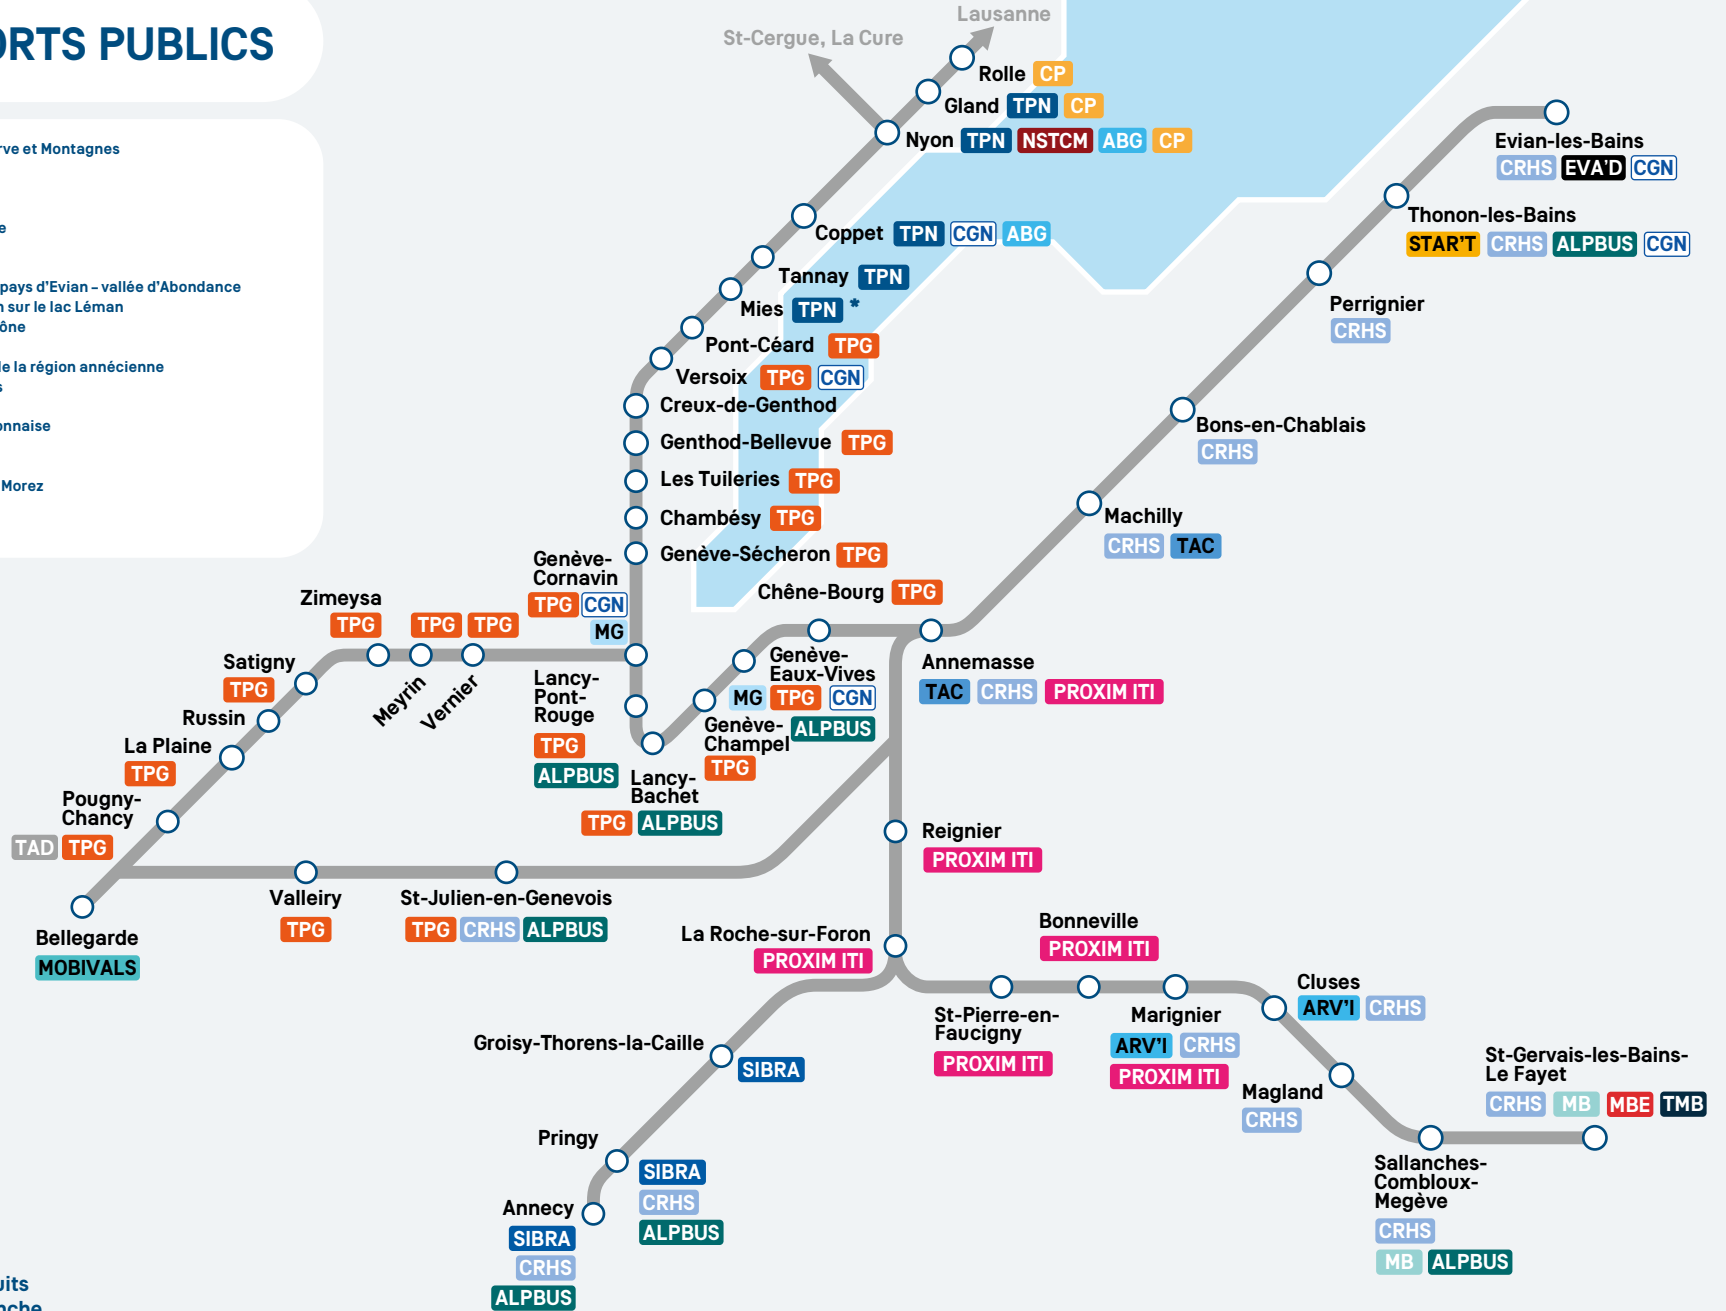 ORTS PUBLICS
rve et Montagnes
e
pays d'Evian – vallée d'Abondance
n sur le lac Léman
ône
de la région annécienne
s
onnaise
Morez
Lausanne
St-Cergue, La Cure
Rolle CP
Gland TPN CP
Nyon TPN NSTCM ABG CP
Coppet TPN CGN ABG
Tannay TPN
Mies TPN *
Pont-Céard TPG
Versoix TPG CGN
Creux-de-Genthod
Genthod-Bellevue TPG
Les Tuileries TPG
Chambésy TPG
Genève-Sécheron TPG
Genève-
Cornavin
TPG CGN
MG
Chêne-Bourg TPG
Evian-les-Bains
CRHS EVA'D CGN
Thonon-les-Bains
STAR'T CRHS ALPBUS CGN
Perrignier
CRHS
Bons-en-Chablais
CRHS
Machilly
CRHS TAC
Annemasse
TAC CRHS PROXIM ITI
Genève-
Eaux-Vives
MG TPG CGN
ALPBUS
Genève-
Champel
TPG
Lancy-
Pont-
Rouge
TPG
ALPBUS
Lancy-
Bachet
TPG ALPBUS
Zimeysa
TPG
TPG
Meyrin
TPG
Vernier
Satigny
TPG
Russin
La Plaine
TPG
Pougny-
Chancy
TAD TPG
Bellegarde
MOBIVALS
Valleiry
TPG
St-Julien-en-Genevois
TPG CRHS ALPBUS
Reignier
PROXIM ITI
La Roche-sur-Foron
PROXIM ITI
Groisy-Thorens-la-Caille
SIBRA
Pringy
SIBRA
CRHS
ALPBUS
Annecy
SIBRA
CRHS
ALPBUS
St-Pierre-en-
Faucigny
PROXIM ITI
Bonneville
PROXIM ITI
Marignier
ARV'I CRHS
PROXIM ITI
Cluses
ARV'I CRHS
Magland
CRHS
Sallanches-
Combloux-
Megève
CRHS
MB ALPBUS
St-Gervais-les-Bains-
Le Fayet
CRHS MB MBE TMB
uits
nche